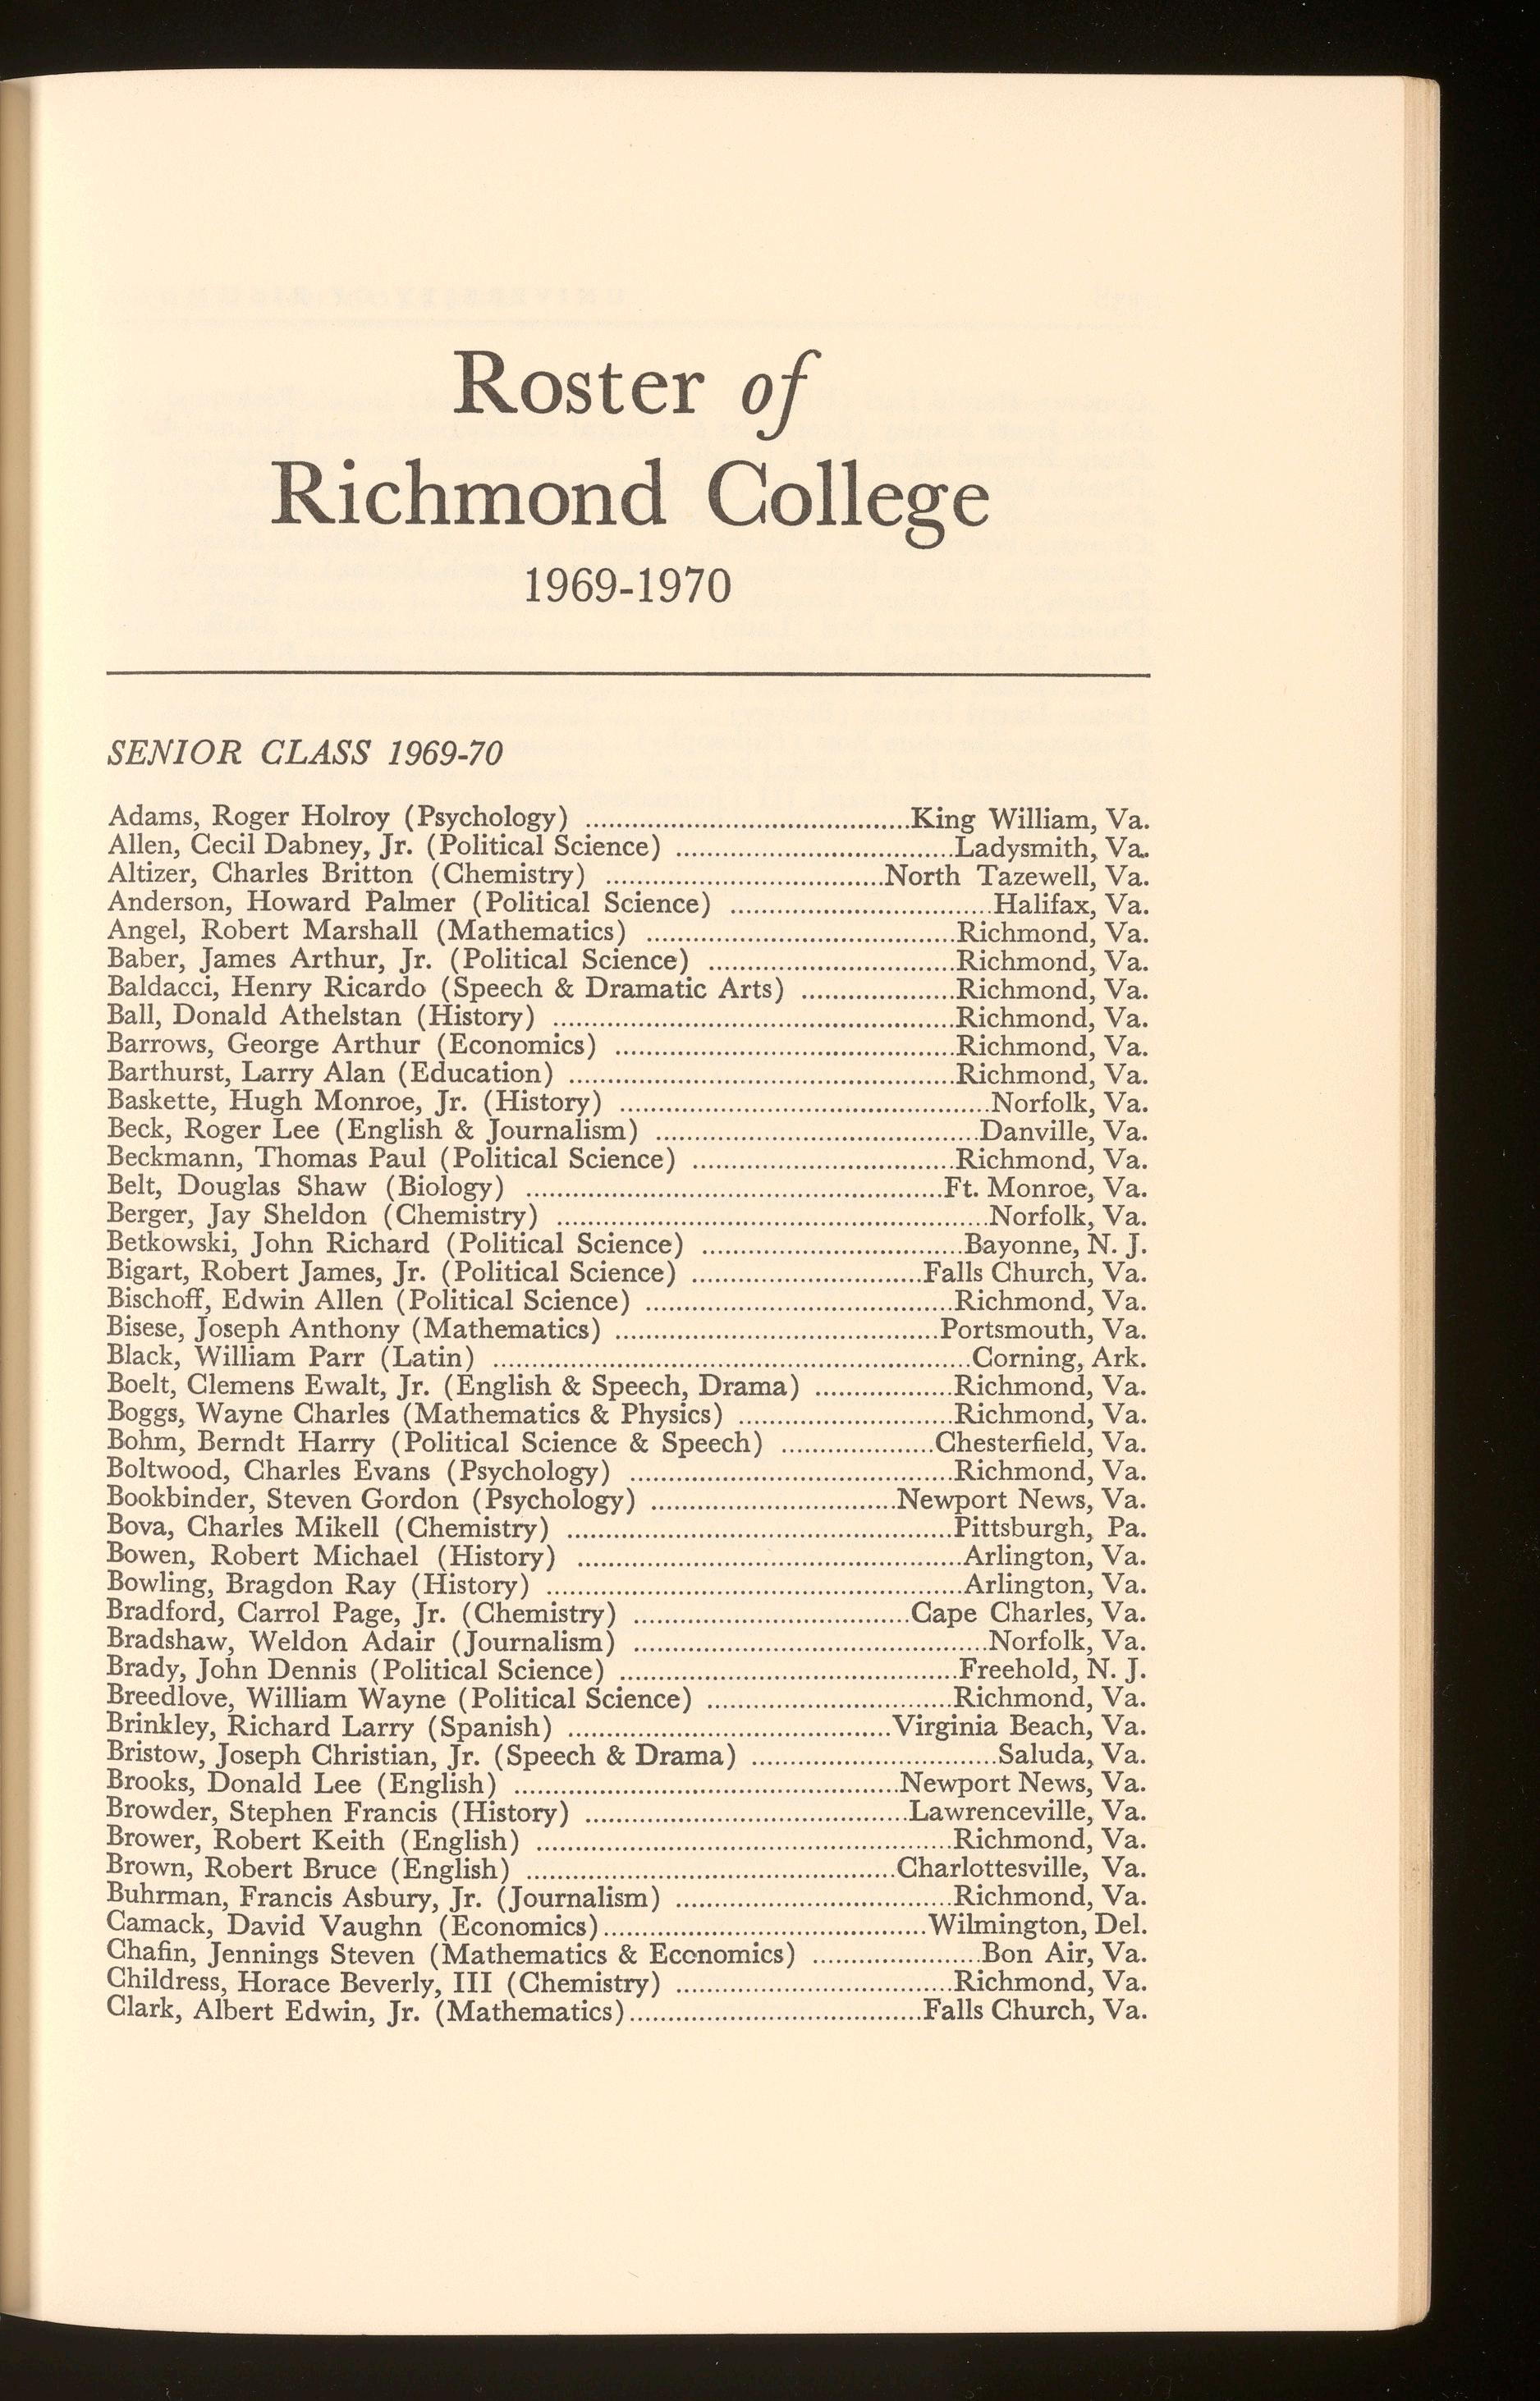 Roster of
Richmond College
1969-1970
SENIOR CLASS 1969-70
Adams, Roger Holroy (Psychology) ........................................King William, Va.
Allen, Cecil Dabney, Jr. (Political Science) ..................................Ladysmith, Va.
Altizer, Charles Britton (Chemistry) ..................................North Tazewell, Va.
Anderson, Howard Palmer (Political Science) ................................Halifax, Va.
Angel, Robert Marshall (Mathematics) ......................................Richmond, Va.
Baber, James Arthur, Jr. (Political Science) ..............................Richmond, Va.
Baldacci, Henry Ricardo (Speech & Dramatic Arts) ...................Richmond, Va.
Ball, Donald Athelstan (History) .................................................Richmond, Va.
Barrows, George Arthur (Economics) ..........................................Richmond, Va.
Barthurst, Larry Alan (Education) ...............................................Richmond, Va.
Baskette, Hugh Monroe, Jr. (History) .............................................Norfolk, Va.
Beck, Roger Lee (English & Journalism) .......................................Danville, Va.
Beckmann, Thomas Paul (Political Science) ................................Richmond, Va.
Belt, Douglas Shaw (Biology) ...................................................Ft. Monroe, Va.
Berger, Jay Sheldon (Chemistry) .....................................................Norfolk, Va.
Betkowski, John Richard (Political Science) ................................Bayonne, N. J.
Bigart, Robert James, Jr. (Political Science) ............................Falls Church, Va.
Bischoff, Edwin Allen (Political Science) ......................................Richmond, Va.
Bisese, Joseph Anthony (Mathematics) ........................................Portsmouth, Va.
Black, William Parr (Latin) ..........................................................Corning, Ark.
Boelt, Clemens Ewalt, Jr. (English & Speech, Drama) .................Richmond, Va.
Boggs, Wayne Charles (Mathematics & Physics) ..........................Richmond, Va.
Bohm, Berndt Harry (Political Science & Speech) ...................Chesterfield, Va.
Boltwood, Charles Evans (Psychology) ........................................Richmond, Va.
Bookbinder, Steven Gordon (Psychology) ..............................Newport News, Va.
Bova, Charles Mikell (Chemistry) ...............................................Pittsburgh, Pa.
Bowen, Robert Michael (History) ...............................................Arlington, Va.
Bowling, Bragdon Ray (History) ...................................................Arlington, Va.
Bradford, Carrol Page, Jr. (Chemistry) ..................................Cape Charles, Va.
Bradshaw, Weldon Adair (Journalism) ...........................................Norfolk, Va.
Brady, John Dennis (Political Science) .........................................Freehold, N. J.
Breedlove, William Wayne (Political Science) ..............................Richmond, Va.
Brinkley, Richard Larry (Spanish) .......................................Virginia Beach, Va.
Bristow, Joseph Christian, Jr. (Speech & Drama) ..............................Saluda, Va.
Brooks, Donald Lee (English) ...............................................Newport News, Va.
Browder, Stephen Francis (History) .......................................Lawrenceville, Va.
Brower, Robert Keith (English) ...................................................Richmond, Va.
Brown, Robert Bruce (English) .............................................Charlottesville, Va.
Buhrman, Francis Asbury, Jr. (Journalism) ..................................Richmond, Va.
Camack, David Vaughn (Economics).......................................Wilmington, Del.
Chafin, Jennings Steven (Mathematics & Economics) .....................Bon Air, Va.
Childress, Horace Beverly, III (Chemistry) ..................................Richmond, Va.
Clark, Albert Edwin, Jr. (Mathematics)....................................Falls Church, Va.